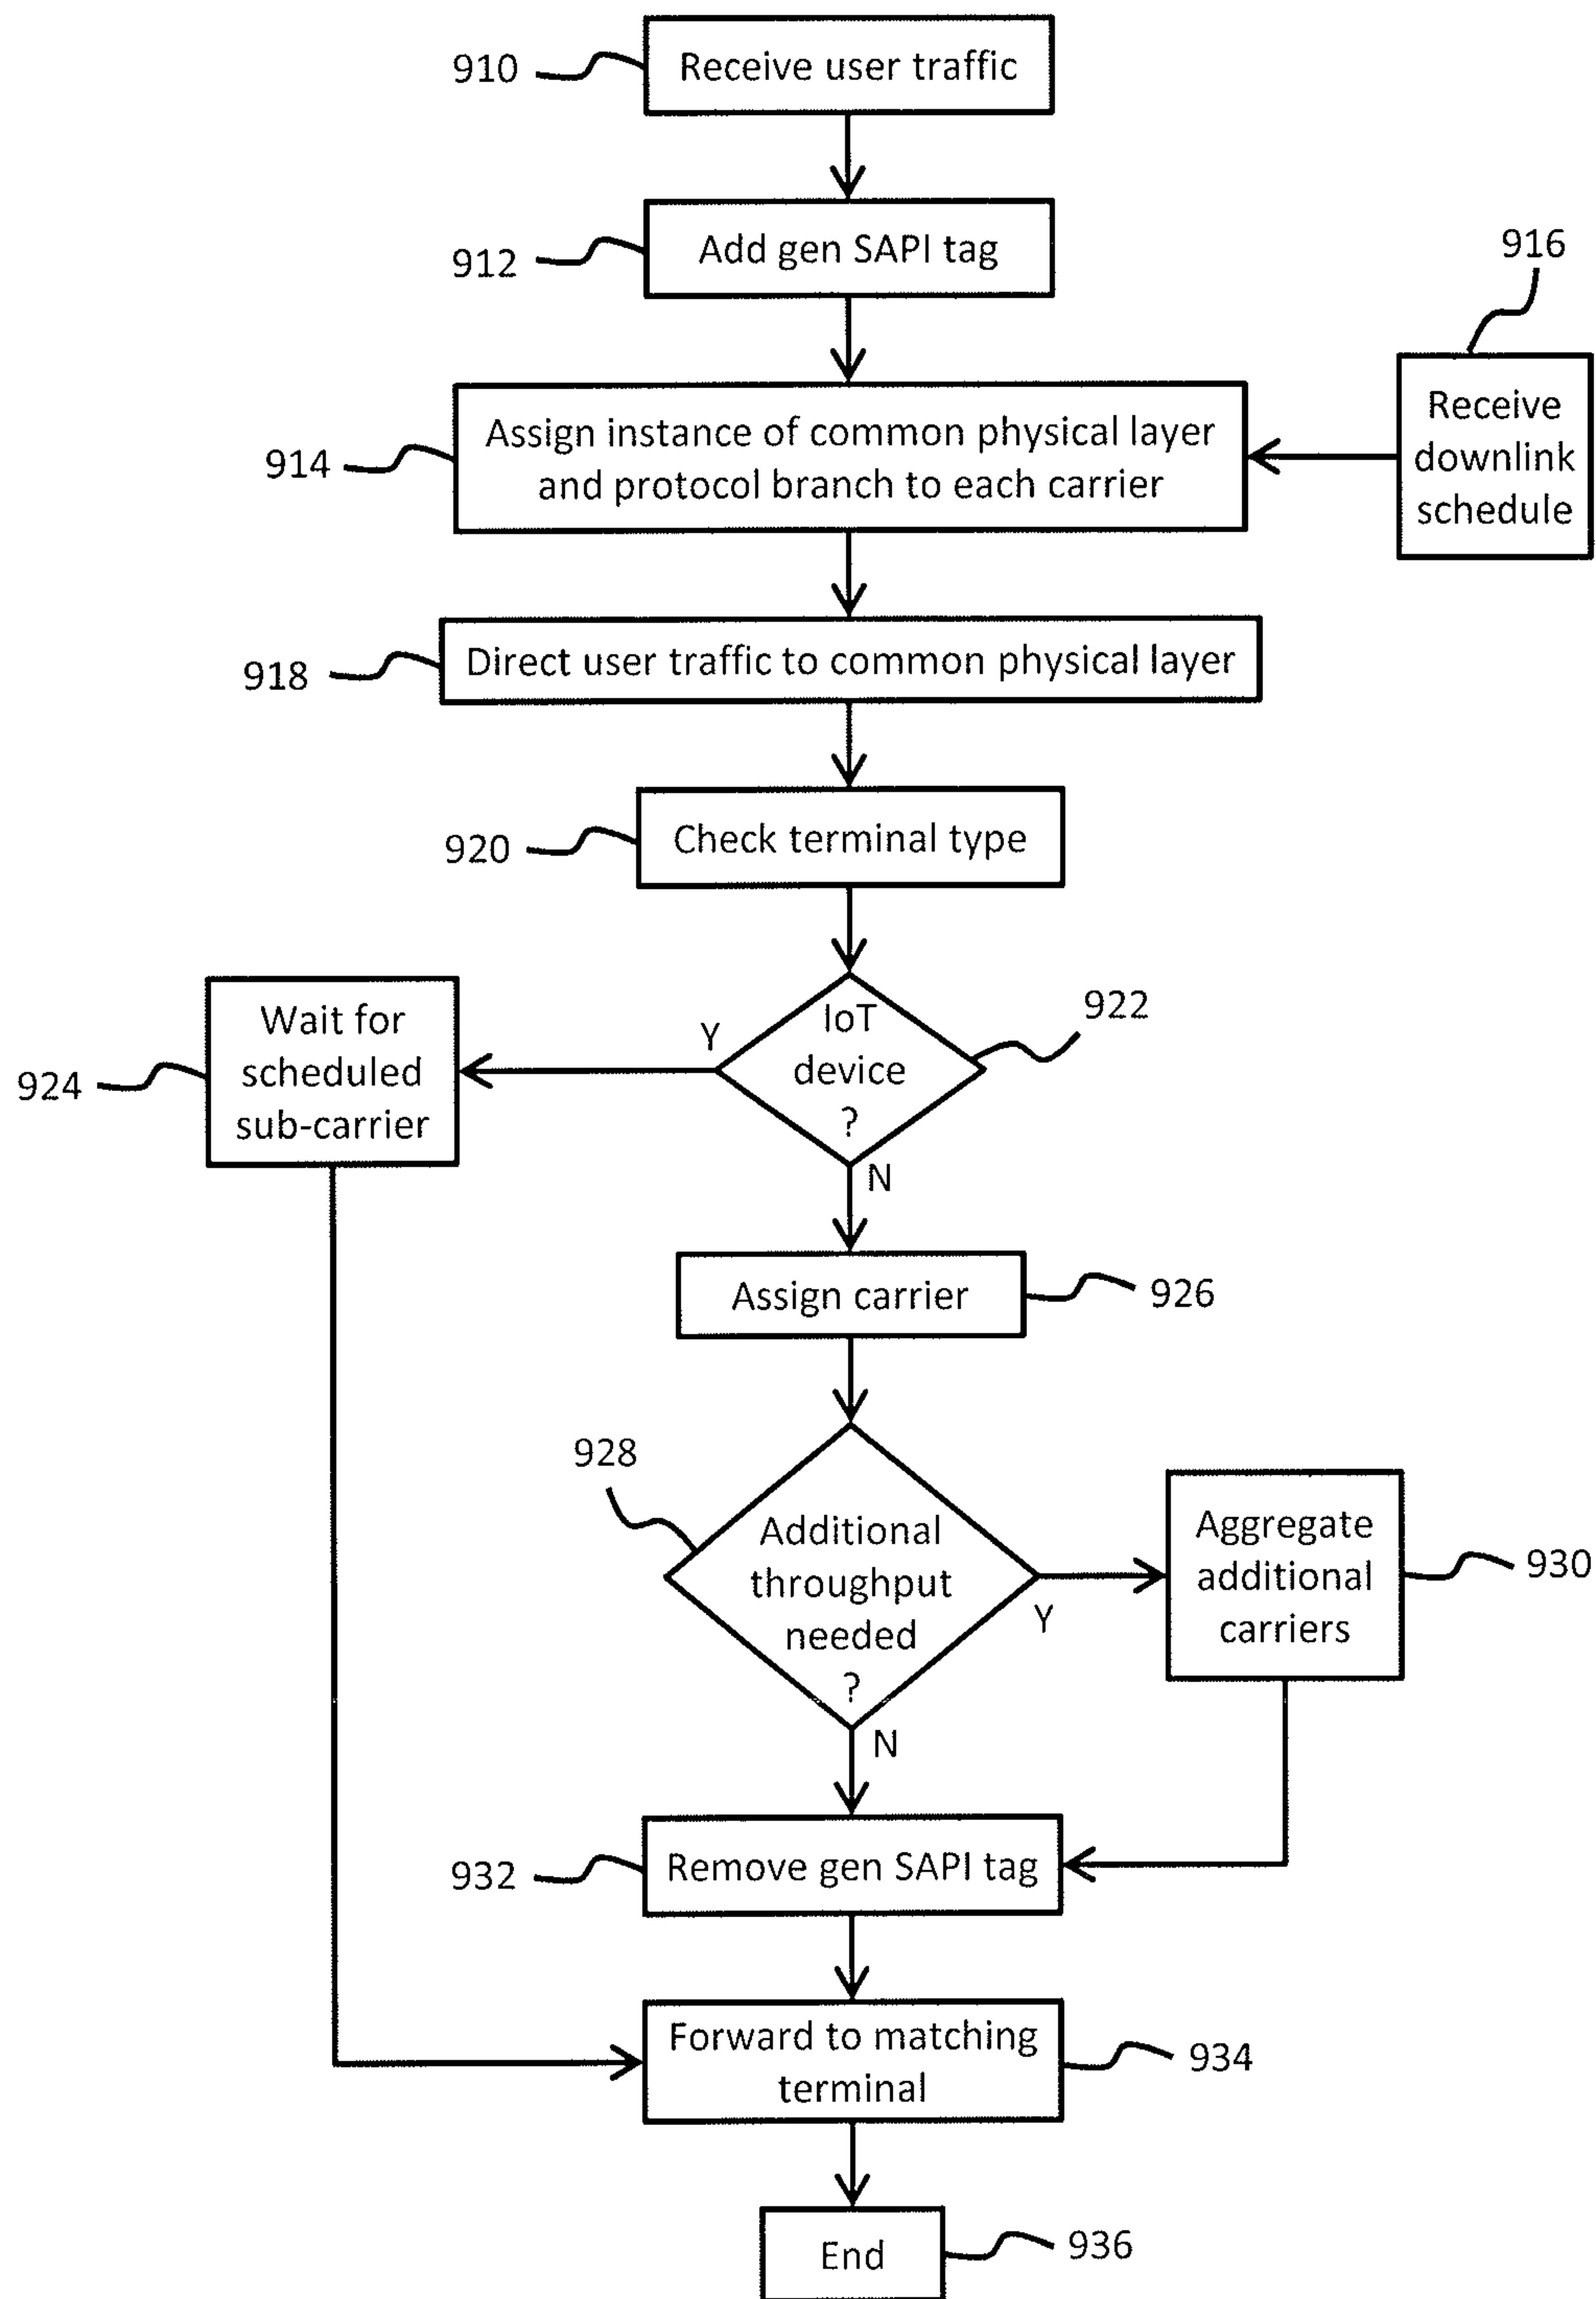 910
Receive user traffic
912
Add gen SAPI tag
916
Receive
downlink
schedule
914
Assign instance of common physical layer
and protocol branch to each carrier
918
Direct user traffic to common physical layer
920
Check terminal type
922
IoT
device
?
Y
N
924
Wait for
scheduled
sub-carrier
Assign carrier
926
928
Additional
throughput
needed
?
Y
N
Aggregate
additional
carriers
930
932
Remove gen SAPI tag
Forward to matching
terminal
934
End
936